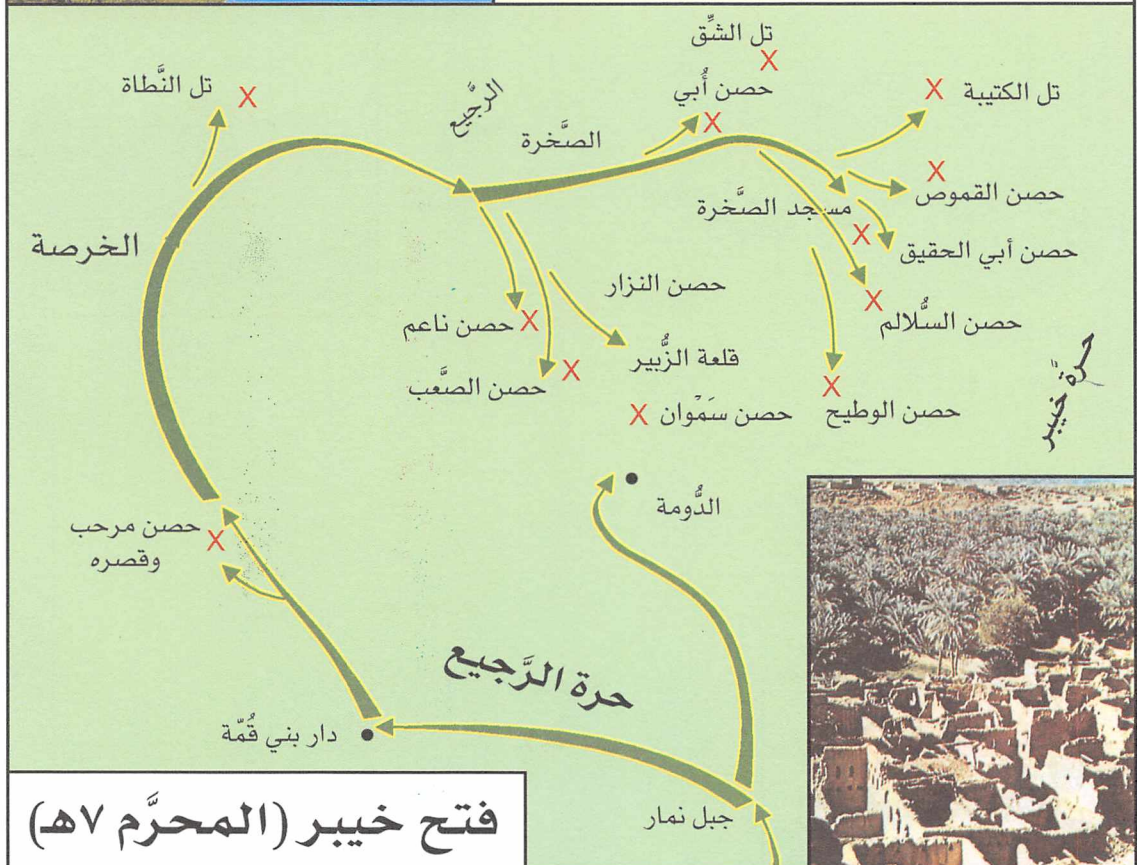 تل الشِّق
تل النَّطاة
حصن أُبي
تل الكتيبة
الرَّجيع
الصَّخرة
حصن القموص
مسجد الصَّخرة
الخرصة
حصن أبي الحقيق
حصن النزار
حصن ناعم
حصن السُّلالم
قلعة الزُّبير
حصن الصَّعب
حرَّة خيبر
حصن سَمْوان
حصن الوطيح
الدُّومة
حصن مرحب
وقصره
حرة الرَّجيع
دار بني قُمّة
جبل نمار
فتح خيبر (المحرَّم ٧هـ)